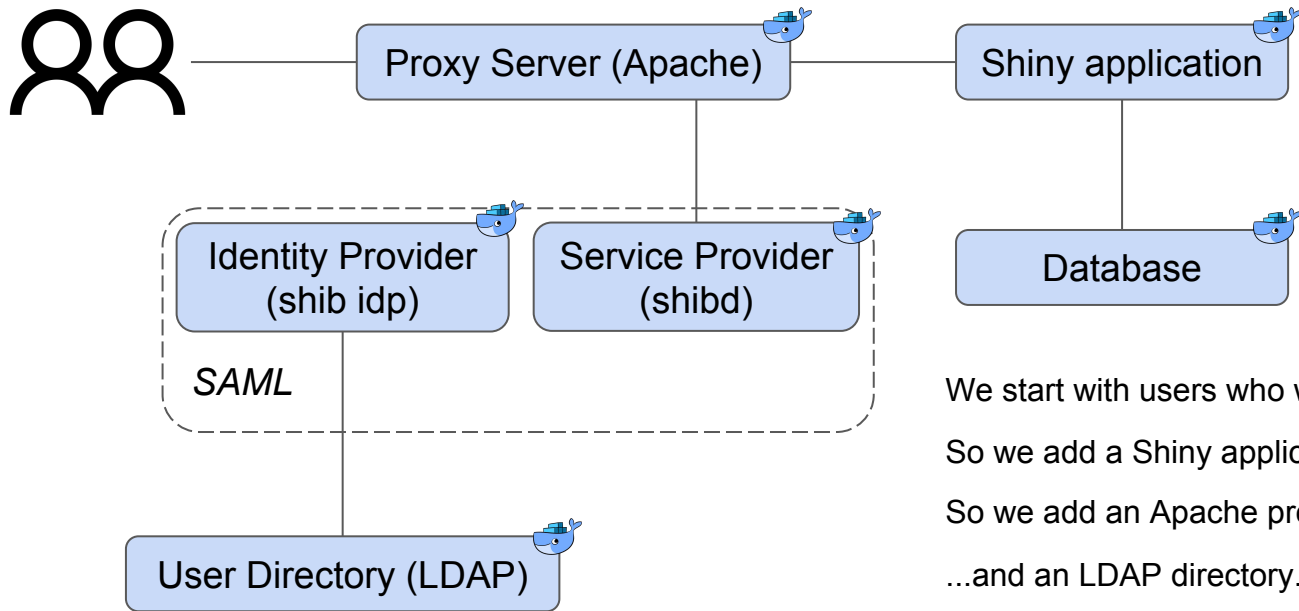 Proxy Server (Apache)
Shiny application
Identity Provider
(shib idp)
Service Provider
(shibd)
Database
SAML
User Directory (LDAP)
We start with users who
So we add a Shiny
So we add an Apache
...and an LDAP directory.